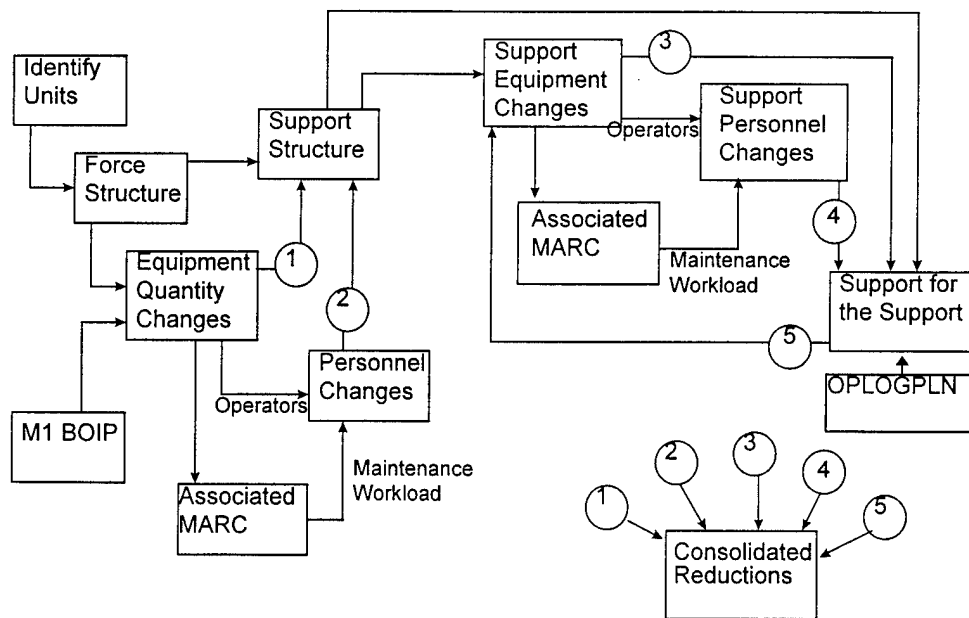 Identify
Units
Force
Structure
Support
Structure
Equipment
Quantity
Changes
1
2
M1 BOIP
Operators
Personnel
Changes
Associated
MARC
Maintenance
Workload
Support
Equipment
Changes
3
Operators
Support
Personnel
Changes
Associated
MARC
Maintenance
Workload
4
Support for
the Support
5
OPLOGPLN
1
2
3
4
5
Consolidated
Reductions